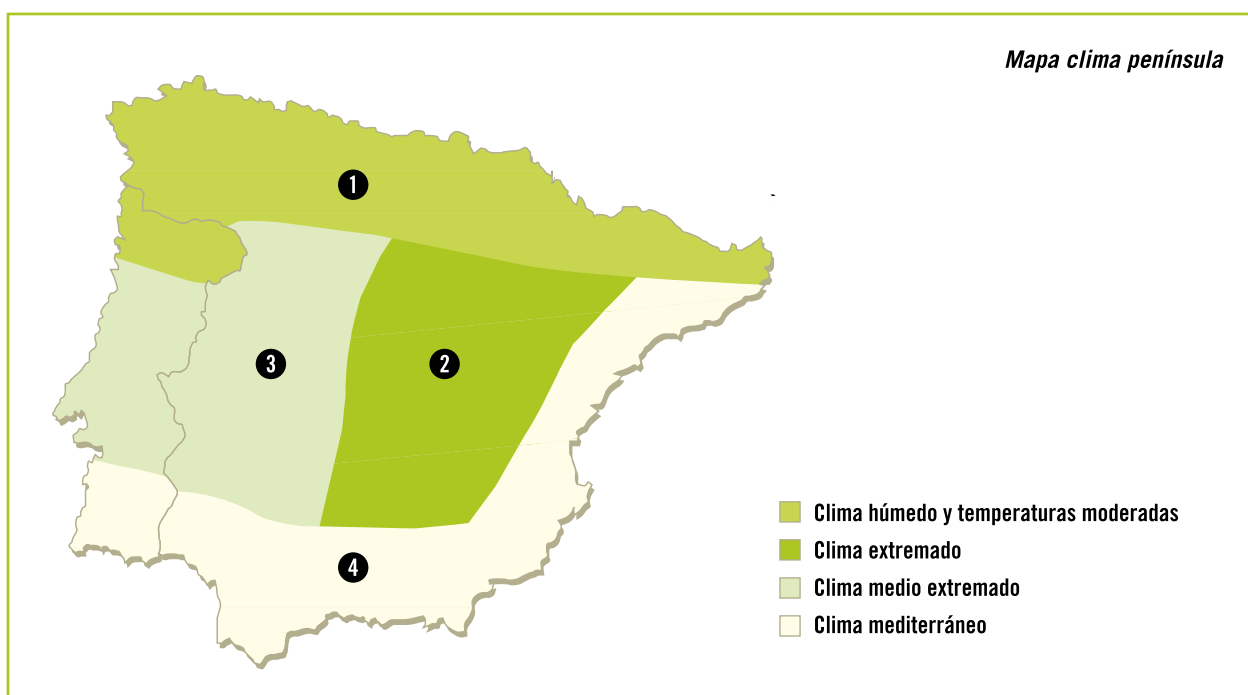 Mapa clima península
1
3
2
4
Clima húmedo y temperaturas moderadas
Clima extremado
Clima medio extremado
Clima mediterráneo